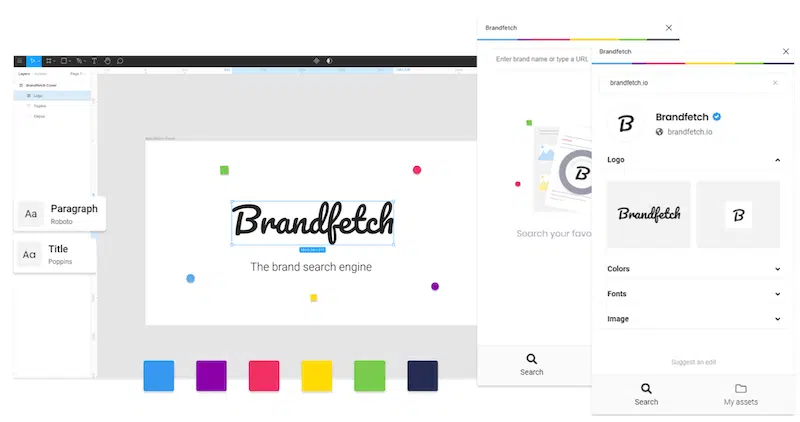 Brandfetch
Enter brand name or type a URL
Search your favo
Search
Brandfetch
brandfetch.io
Brandfetch
brandfetch.io
Logo
Brandfetch
B
Colors
Fonts
Image
Suggest an edit
Search
My assets
Layers
Page 1
Brandfetch Cover
Logo
Tagline
Aa
Paragraph
Roboto
Aa
Title
Poppins
Brandfetch
The brand search engine